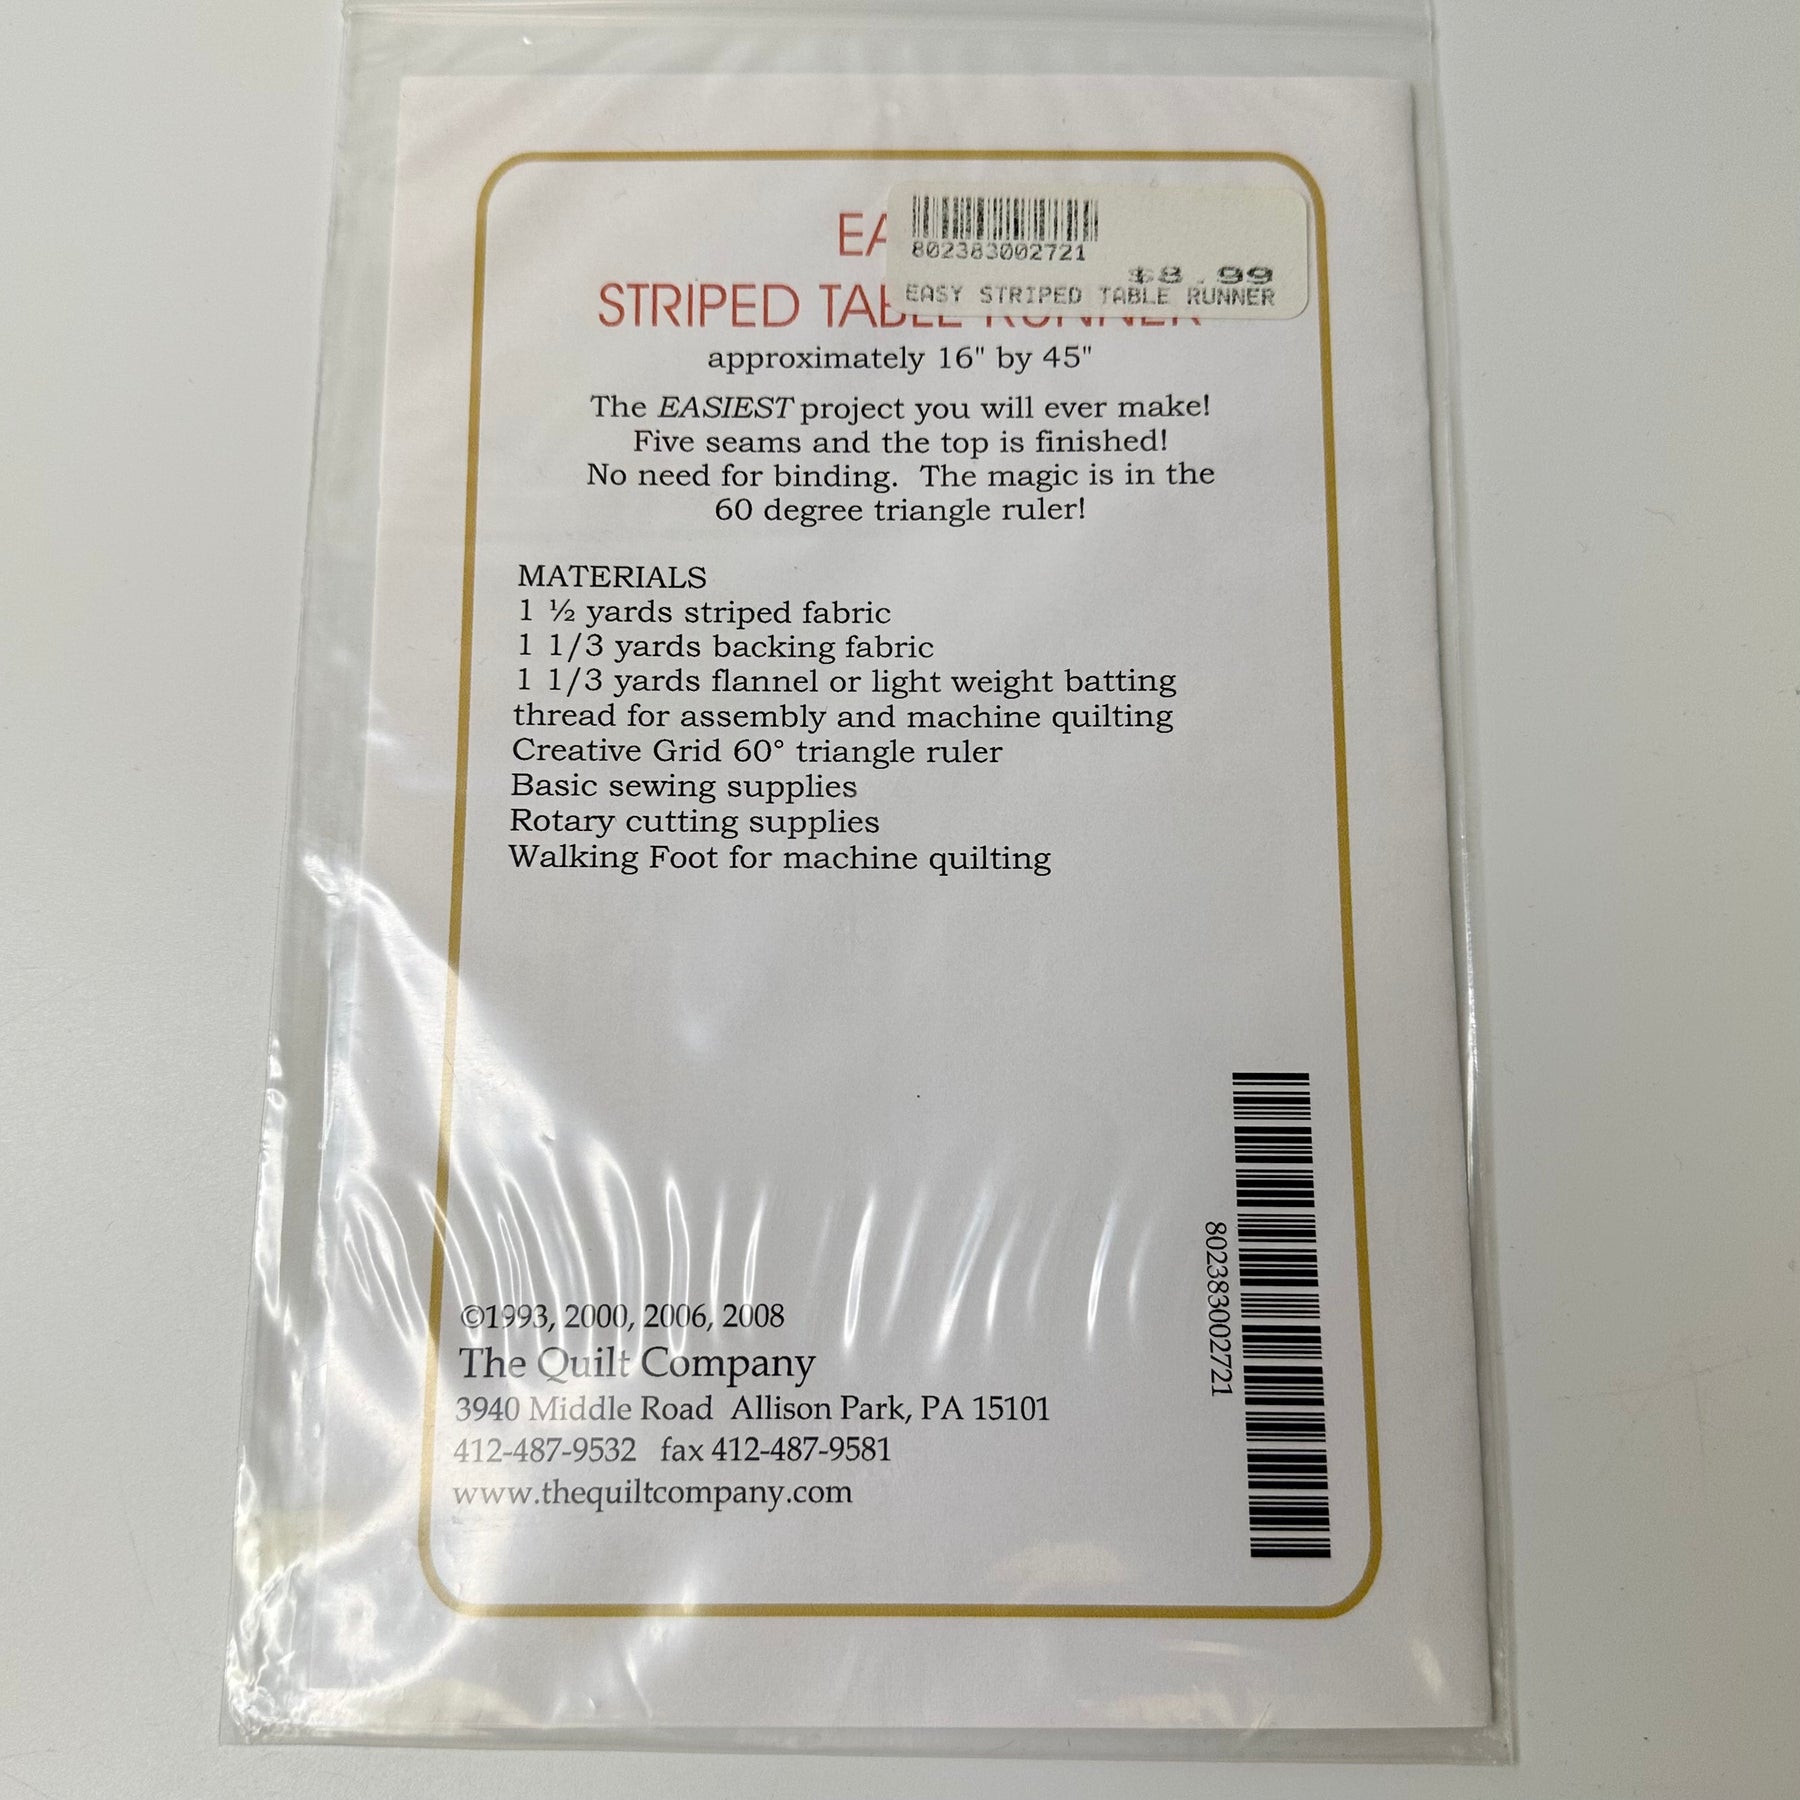 802383002721
$8.99
EASY STRIPED TABLE RUNNER
EA
STRIPED TABLE RUNNER
approximately 16" by 45"
The EASIEST project you will ever make!
Five seams and the top is finished!
No need for binding.  The magic is in the
60 degree triangle ruler!
MATERIALS
1 ½ yards striped fabric
1 1/3 yards backing fabric
1 1/3 yards flannel or light weight batting
thread for assembly and machine quilting
Creative Grid 60° triangle ruler
Basic sewing supplies
Rotary cutting supplies
Walking Foot for machine quilting
802383002721
©1993, 2000, 2006, 2008
The Quilt Company
3940 Middle Road  Allison Park, PA 15101
412-487-9532   fax 412-487-9581
www.thequiltcompany.com